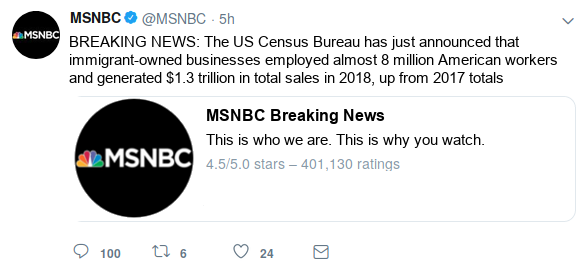 MSNBC @MSNBC · 5h
MSNBC
BREAKING NEWS: The US Census Bureau has just announced that
immigrant-owned businesses employed almost 8 million American workers
and generated $1.3 trillion in total sales in 2018, up from 2017 totals
MSNBC
MSNBC Breaking News
This is who we are. This is why you watch.
4.5/5.0 stars – 401,130 ratings
100 6 24